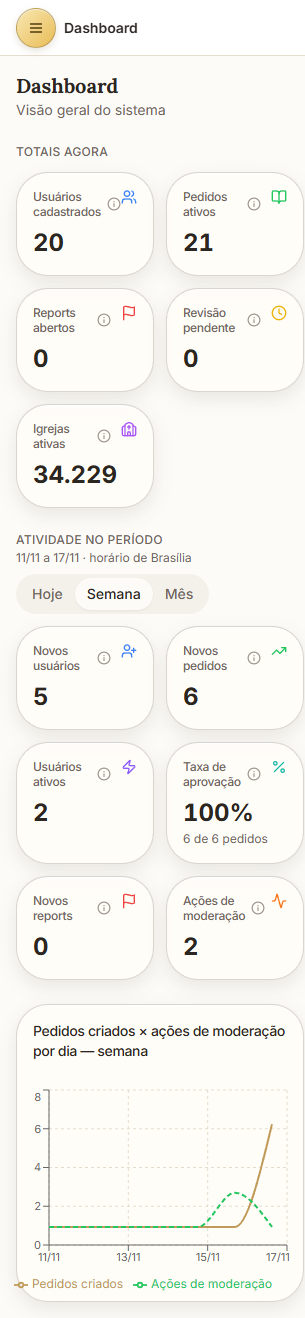 Dashboard
Dashboard
Visão geral do sistema
TOTAIS AGORA
Usuários
cadastrados
20
Pedidos
ativos
21
Reports
abertos
0
Revisão
pendente
0
Igrejas
ativas
34.229
ATIVIDADE NO PERÍODO
11/11 a 17/11 · horário de Brasília
Hoje Semana Mês
Novos
usuários
5
Novos
pedidos
6
Usuários
ativos
2
Taxa de
aprovação
100%
6 de 6 pedidos
Novos
reports
0
Ações de
moderação
2
Pedidos criados × ações de moderação
por dia — semana
8
6
4
2
0
11/11 13/11 15/11 17/11
Pedidos criados Ações de moderação